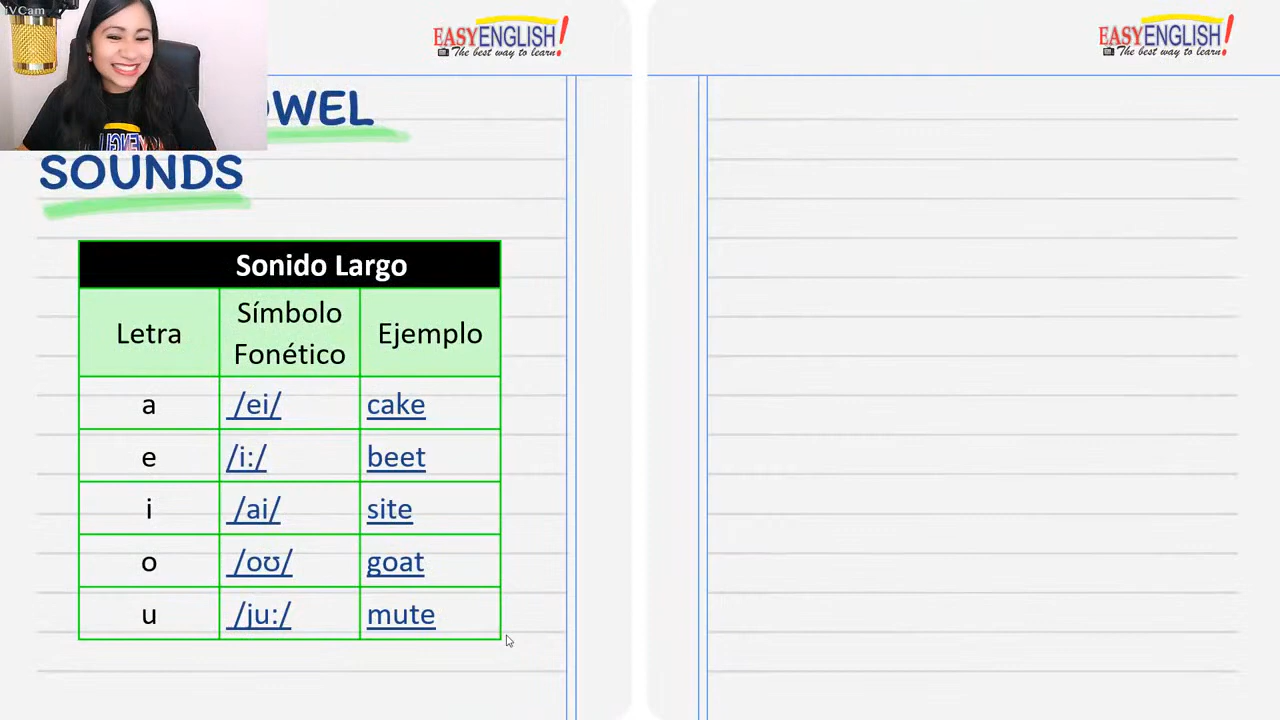 iVCam
EASYENGLISH!
The best way to learn!
EASYENGLISH!
The best way to learn!
SOUNDS
Sonido Largo
Letra
Símbolo
Fonético
Ejemplo
a /ei/ cake
e /i:/ beet
i /ai/ site
o /oʊ/ goat
u /ju:/ mute